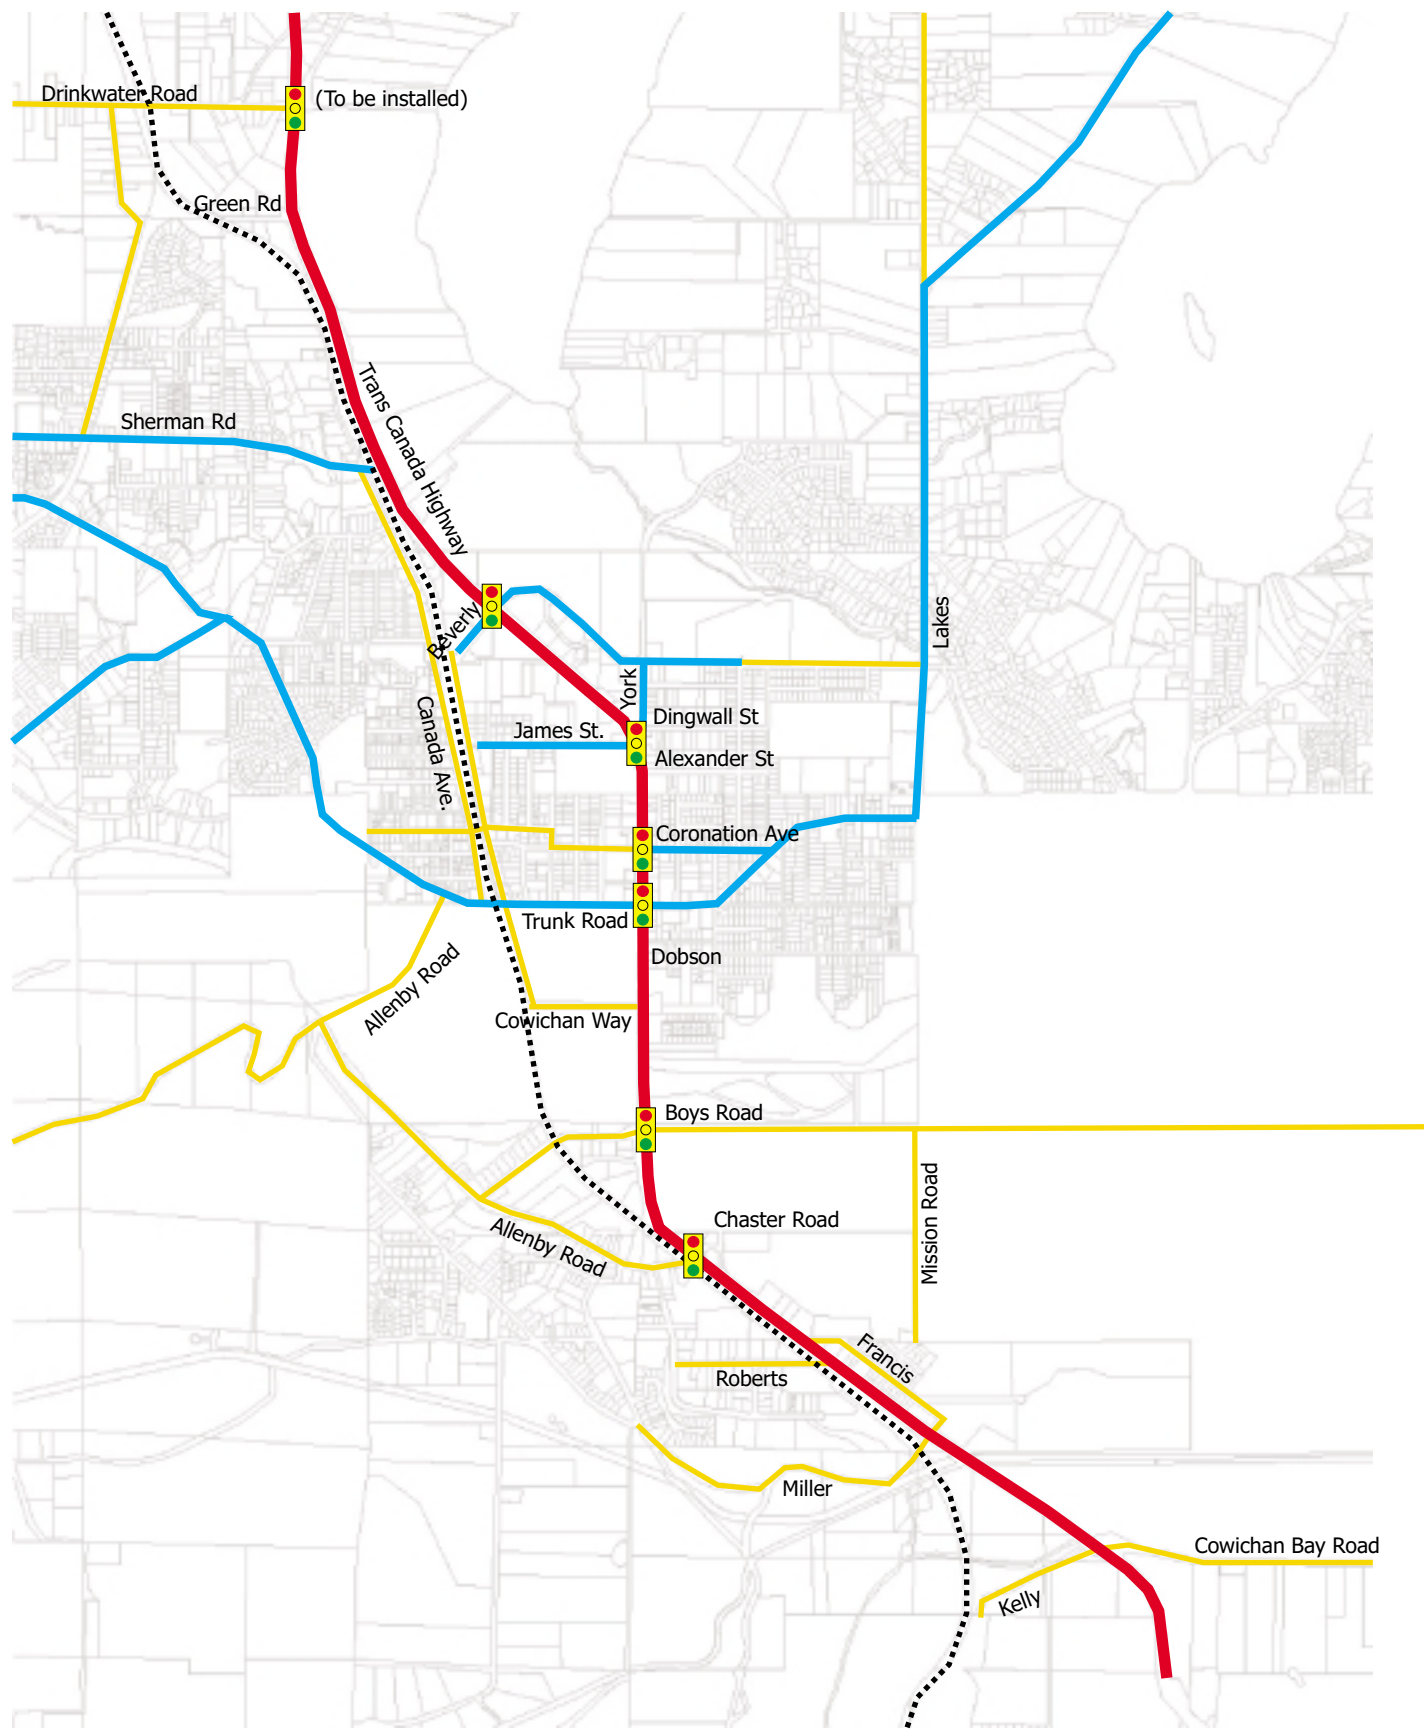 Drinkwater Road
(To be installed)
Green Rd
Trans Canada Highway
Sherman Rd
Beverly
Lakes
York
Canada Ave.
James St.
Dingwall St
Alexander St
Coronation Ave
Trunk Road
Dobson
Allenby Road
Cowichan Way
Boys Road
Mission Road
Chaster Road
Allenby Road
Francis
Roberts
Miller
Cowichan Bay Road
Kelly